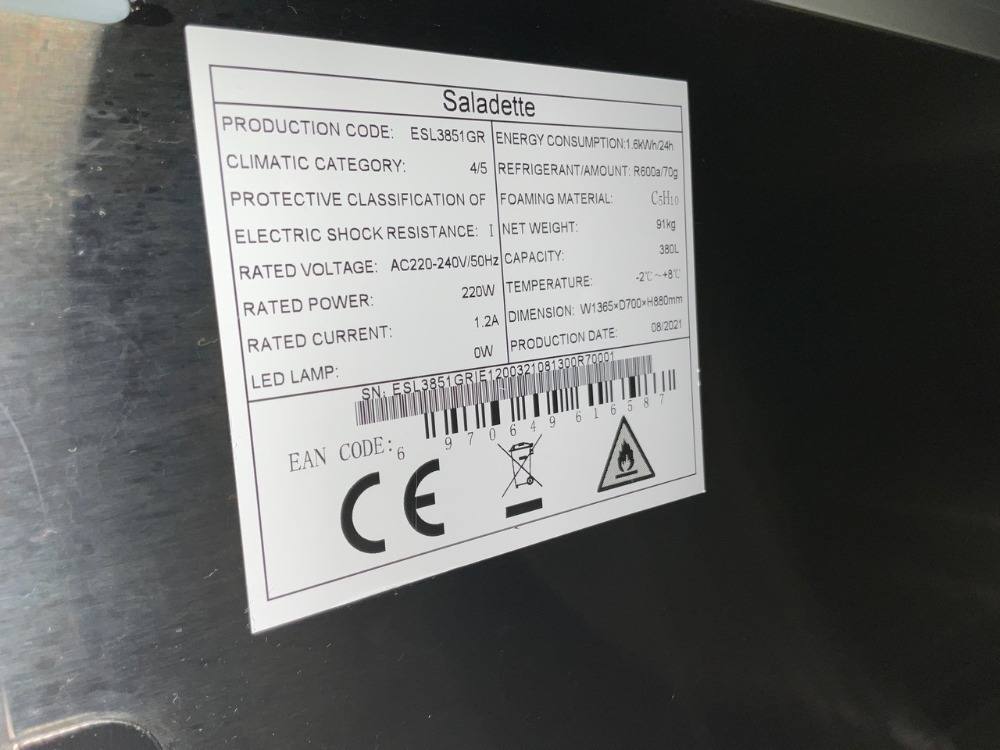 Saladette
PRODUCTION CODE: ESL3851GR
CLIMATIC CATEGORY: 4/5
PROTECTIVE CLASSIFICATION OF
ELECTRIC SHOCK RESISTANCE: I
RATED VOLTAGE: AC220-240V/50Hz
RATED POWER: 220W
RATED CURRENT: 1.2A
LED LAMP: 0W
ENERGY CONSUMPTION:1.6kWh/24h
REFRIGERANT/AMOUNT: R600a/70g
FOAMING MATERIAL: C5H10
NET WEIGHT: 91kg
CAPACITY: 380L
TEMPERATURE: -2℃~+8℃
DIMENSION: W1365×D700×H880mm
PRODUCTION DATE: 08/2021
SN: ESL3851GRIE1200321081300R70001
EAN CODE: 6 970649 616587
CE